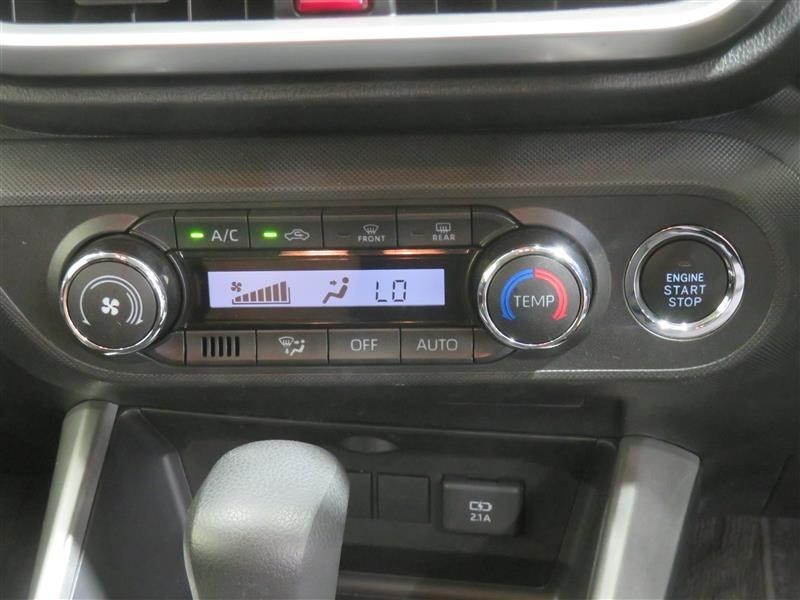 A/C
FRONT
REAR
LO
TEMP
OFF
AUTO
ENGINE
START
STOP
2.1A